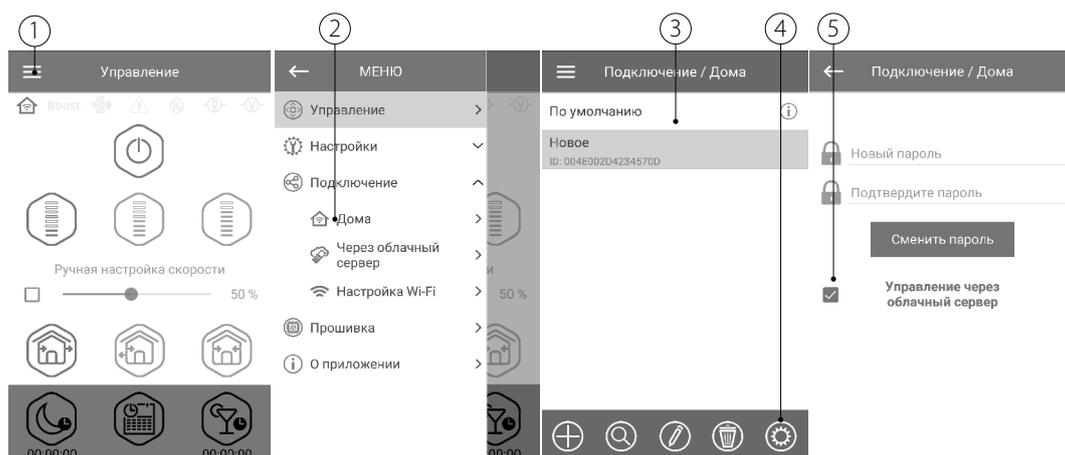 1
2
3
4
5
Управление
Boost
Ручная настройка скорости
50 %
00:00:00
00:00:00
МЕНЮ
Управление
Настройки
Подключение
Дома
Через облачный
сервер
Настройка Wi-Fi
Прошивка
О приложении
и
50 %
00:00
Подключение / Дома
По умолчанию
Новое
ID: 004E002D4234570D
Подключение / Дома
Новый пароль
Подтвердите пароль
Сменить пароль
Управление через
облачный сервер